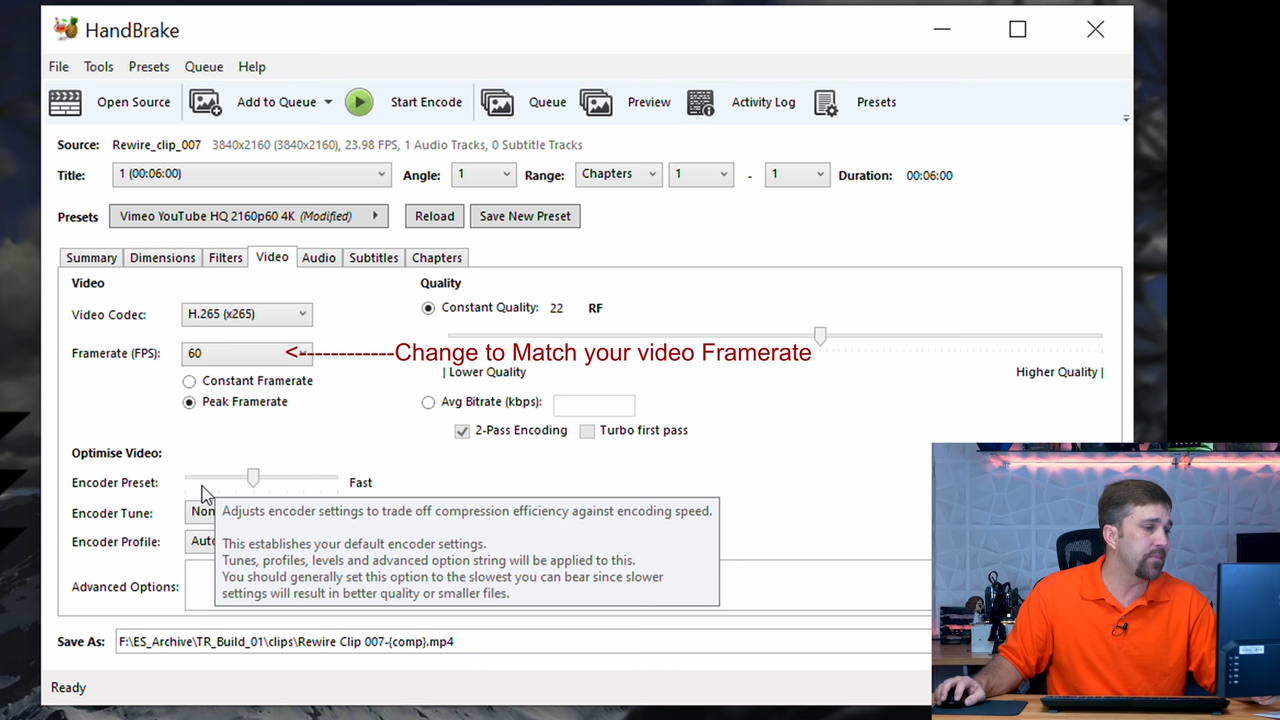 HandBrake
File Tools Presets Queue Help
Open Source Add to Queue Start Encode Queue Preview Activity Log Presets
Source: Rewire_clip_007 3840x2160 (3840x2160), 23.98 FPS, 1 Audio Tracks, 0 Subtitle Tracks
Title: 1 (00:06:00) Angle: 1 Range: Chapters 1 - 1 Duration: 00:06:00
Presets Vimeo YouTube HQ 2160p60 4K (Modified) Reload Save New Preset
Summary Dimensions Filters Video Audio Subtitles Chapters
Video Quality
Video Codec: H.265 (x265) Constant Quality: 22 RF
Framerate (FPS): 60 <------------Change to Match your video Framerate
| Lower Quality Higher Quality |
Constant Framerate
Peak Framerate Avg Bitrate (kbps):
2-Pass Encoding Turbo first pass
Optimise Video:
Encoder Preset: Fast
Encoder Tune: Non
Adjusts encoder settings to trade off compression efficiency against encoding speed.
Encoder Profile: Auto
This establishes your default encoder settings.
Tunes, profiles, levels and advanced option string will be applied to this.
You should generally set this option to the slowest you can bear since slower
settings will result in better quality or smaller files.
Advanced Options:
Save As: F:\ES_Archive\TR_Build_01\clips\Rewire Clip 007-{comp}.mp4
Ready